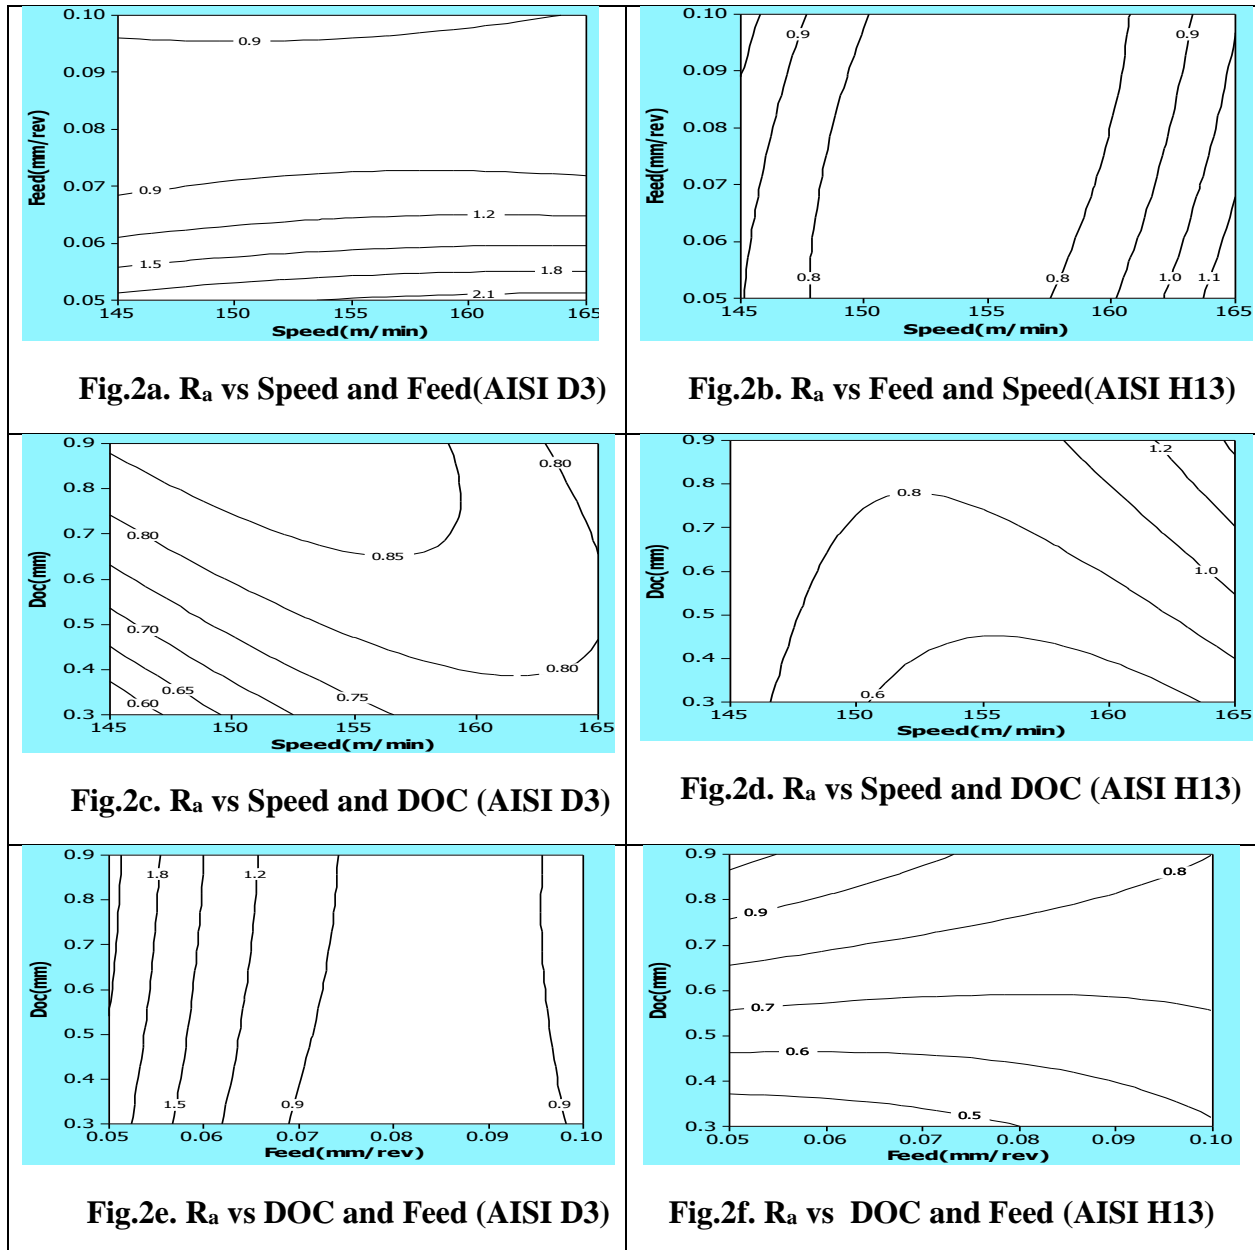 0.10
0.09
0.08
0.07
0.06
0.05
Feed(mm/rev)
0.9
0.9
1.2
1.5
1.8
2.1
145 150 155 160 165
Speed(m/min)
Fig.2a. Ra vs Speed and Feed(AISI D3)
0.10
0.09
0.08
0.07
0.06
0.05
Feed(mm/rev)
0.9 0.9
0.8 0.8 1.0 1.1
145 150 155 160 165
Speed(m/min)
Fig.2b. Ra vs Feed and Speed(AISI H13)
0.9
0.8
0.7
0.6
0.5
0.4
0.3
Doc(mm)
0.80
0.80
0.85
0.70
0.80
0.65
0.75
0.60
145 150 155 160 165
Speed(m/min)
Fig.2c. Ra vs Speed and DOC (AISI D3)
0.9
0.8
0.7
0.6
0.5
0.4
0.3
Doc(mm)
1.2
0.8
1.0
0.6
145 150 155 160 165
Speed(m/min)
Fig.2d. Ra vs Speed and DOC (AISI H13)
0.9
0.8
0.7
0.6
0.5
0.4
0.3
Doc(mm)
1.8 1.2
1.5 0.9 0.9
0.05 0.06 0.07 0.08 0.09 0.10
Feed(mm/rev)
Fig.2e. Ra vs DOC and Feed (AISI D3)
0.9
0.8
0.7
0.6
0.5
0.4
0.3
Doc(mm)
0.8
0.9
0.7
0.6
0.5
0.05 0.06 0.07 0.08 0.09 0.10
Feed(mm/rev)
Fig.2f. Ra vs DOC and Feed (AISI H13)